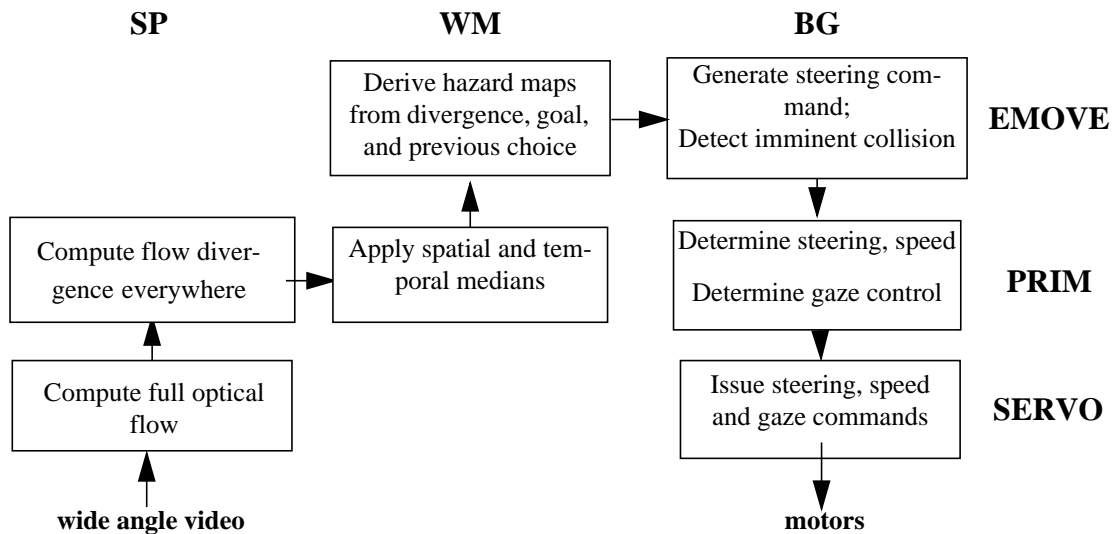 SP
WM
BG
Derive hazard maps
from divergence, goal,
and previous choice
Generate steering com-
mand;
Detect imminent collision
EMOVE
Compute flow diver-
gence everywhere
Apply spatial and tem-
poral medians
Determine steering, speed
Determine gaze control
PRIM
Compute full optical
flow
Issue steering, speed
and gaze commands
SERVO
wide angle video
motors